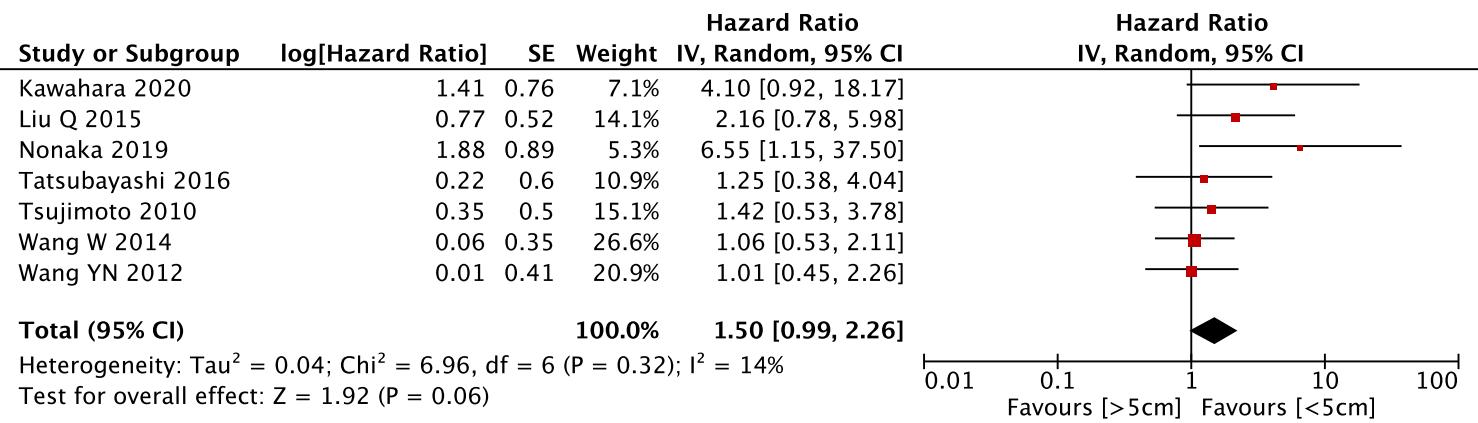 Hazard Ratio Hazard Ratio
Study or Subgroup log[Hazard Ratio] SE Weight IV, Random, 95% CI IV, Random, 95% CI
Kawahara 2020 1.41 0.76 7.1% 4.10 [0.92, 18.17]
Liu Q 2015 0.77 0.52 14.1% 2.16 [0.78, 5.98]
Nonaka 2019 1.88 0.89 5.3% 6.55 [1.15, 37.50]
Tatsubayashi 2016 0.22 0.6 10.9% 1.25 [0.38, 4.04]
Tsujimoto 2010 0.35 0.5 15.1% 1.42 [0.53, 3.78]
Wang W 2014 0.06 0.35 26.6% 1.06 [0.53, 2.11]
Wang YN 2012 0.01 0.41 20.9% 1.01 [0.45, 2.26]
Total (95% CI) 100.0% 1.50 [0.99, 2.26]
Heterogeneity: Tau² = 0.04; Chi² = 6.96, df = 6 (P = 0.32); I² = 14%
Test for overall effect: Z = 1.92 (P = 0.06)
0.01 0.1 1 10 100
Favours [>5cm] Favours [<5cm]